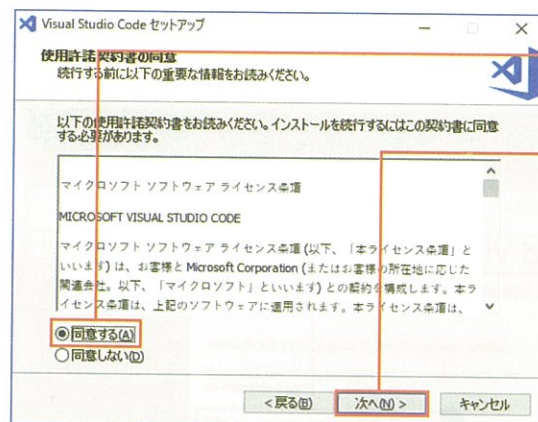 Visual Studio Code セットアップ
使用許諾契約書の同意
続行する前に以下の重要な情報をお読みください。
以下の使用許諾契約書をお読みください。インストールを続行するにはこの契約書に同意
する必要があります。
マイクロソフト ソフトウェア ライセンス条項
MICROSOFT VISUAL STUDIO CODE
マイクロソフト ソフトウェア ライセンス条項 (以下、「本ライセンス条項」と
いいます) は、お客様と Microsoft Corporation (またはお客様の所在地に応じた
関連会社。以下、「マイクロソフト」といいます) との契約を構成します。本ラ
イセンス条項は、上記のソフトウェアに適用されます。本ライセンス条項は、
同意する(A)
同意しない(D)
< 戻る(B)
次へ(N) >
キャンセル